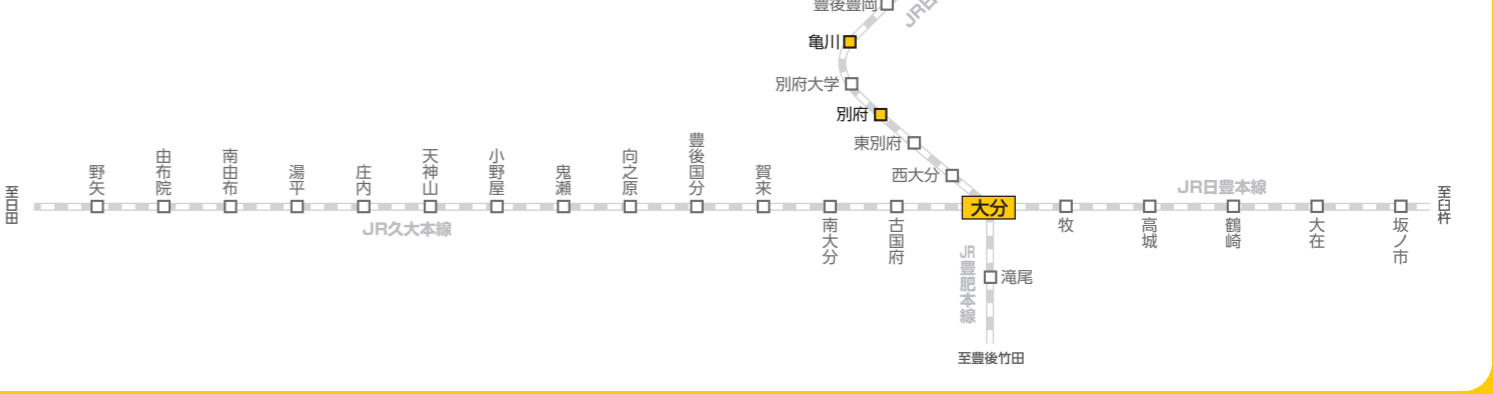 豊後豊岡
JR日
亀川
別府大学
別府
東別府
西大分
至日田
野矢
由布院
南由布
湯平
庄内
天神山
小野屋
鬼瀬
向之原
豊後国分
賀来
南大分
古国府
大分
牧
高城
鶴崎
大在
坂ノ市
至臼杵
JR久大本線
JR日豊本線
JR豊肥本線
滝尾
至豊後竹田